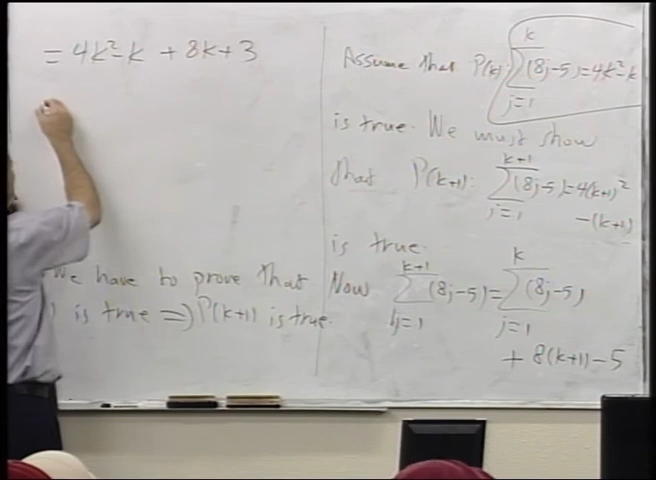 = 4k² - k + 8k + 3
We have to prove that
is true => P(k+1) is true.
Assume that P(k): k ∑ j=1 (8j-5) = 4k² - k
is true. We must show
that P(k+1): k+1 ∑ j=1 (8j-5) = 4(k+1)²
-(k+1)
is true.
Now k+1 ∑ j=1 (8j-5) = k ∑ j=1 (8j-5)
+ 8(k+1) - 5